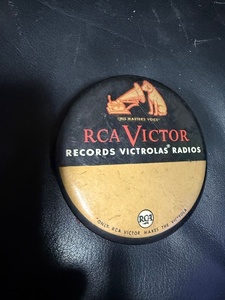 "HIS MASTER'S VOICE"
RCA VICTOR
RECORDS VICTROLAS® RADIOS
RCA
"ONLY RCA VICTOR MAKES THE VICTROLA"